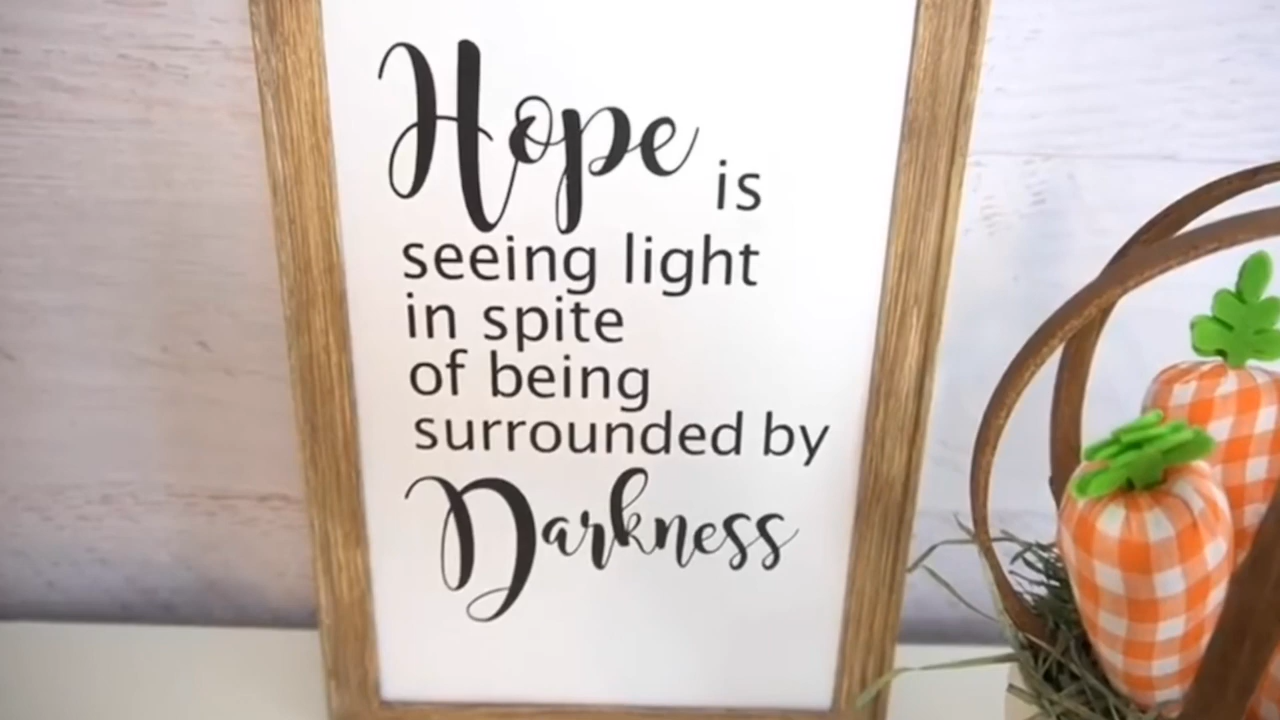 Hope is
seeing light
in spite
of being
surrounded by
Darkness